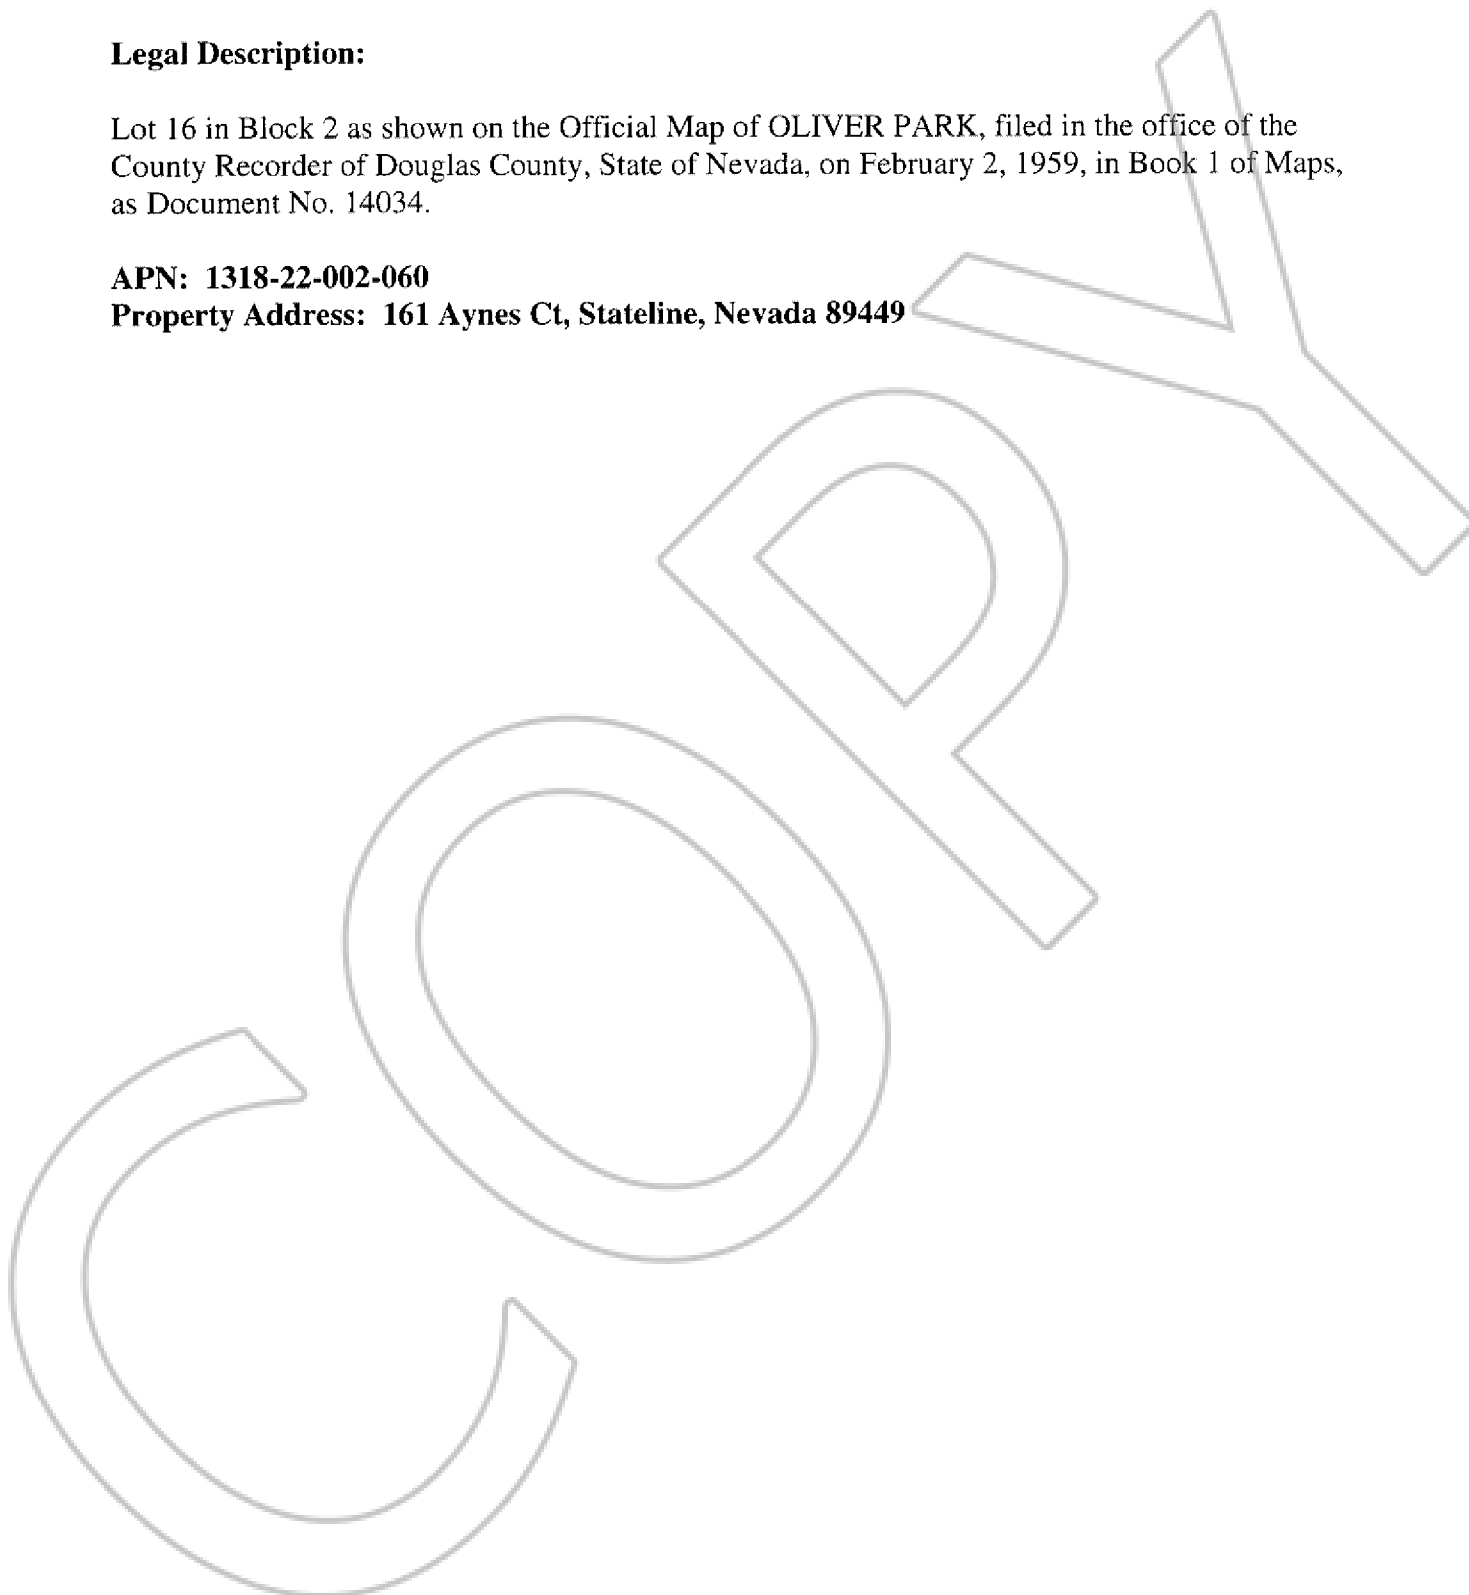 Legal Description:
Lot 16 in Block 2 as shown on the Official Map of OLIVER PARK, filed in the office of the
County Recorder of Douglas County, State of Nevada, on February 2, 1959, in Book 1 of Maps,
as Document No. 14034.
APN: 1318-22-002-060
Property Address: 161 Aynes Ct, Stateline, Nevada 89449
COPY